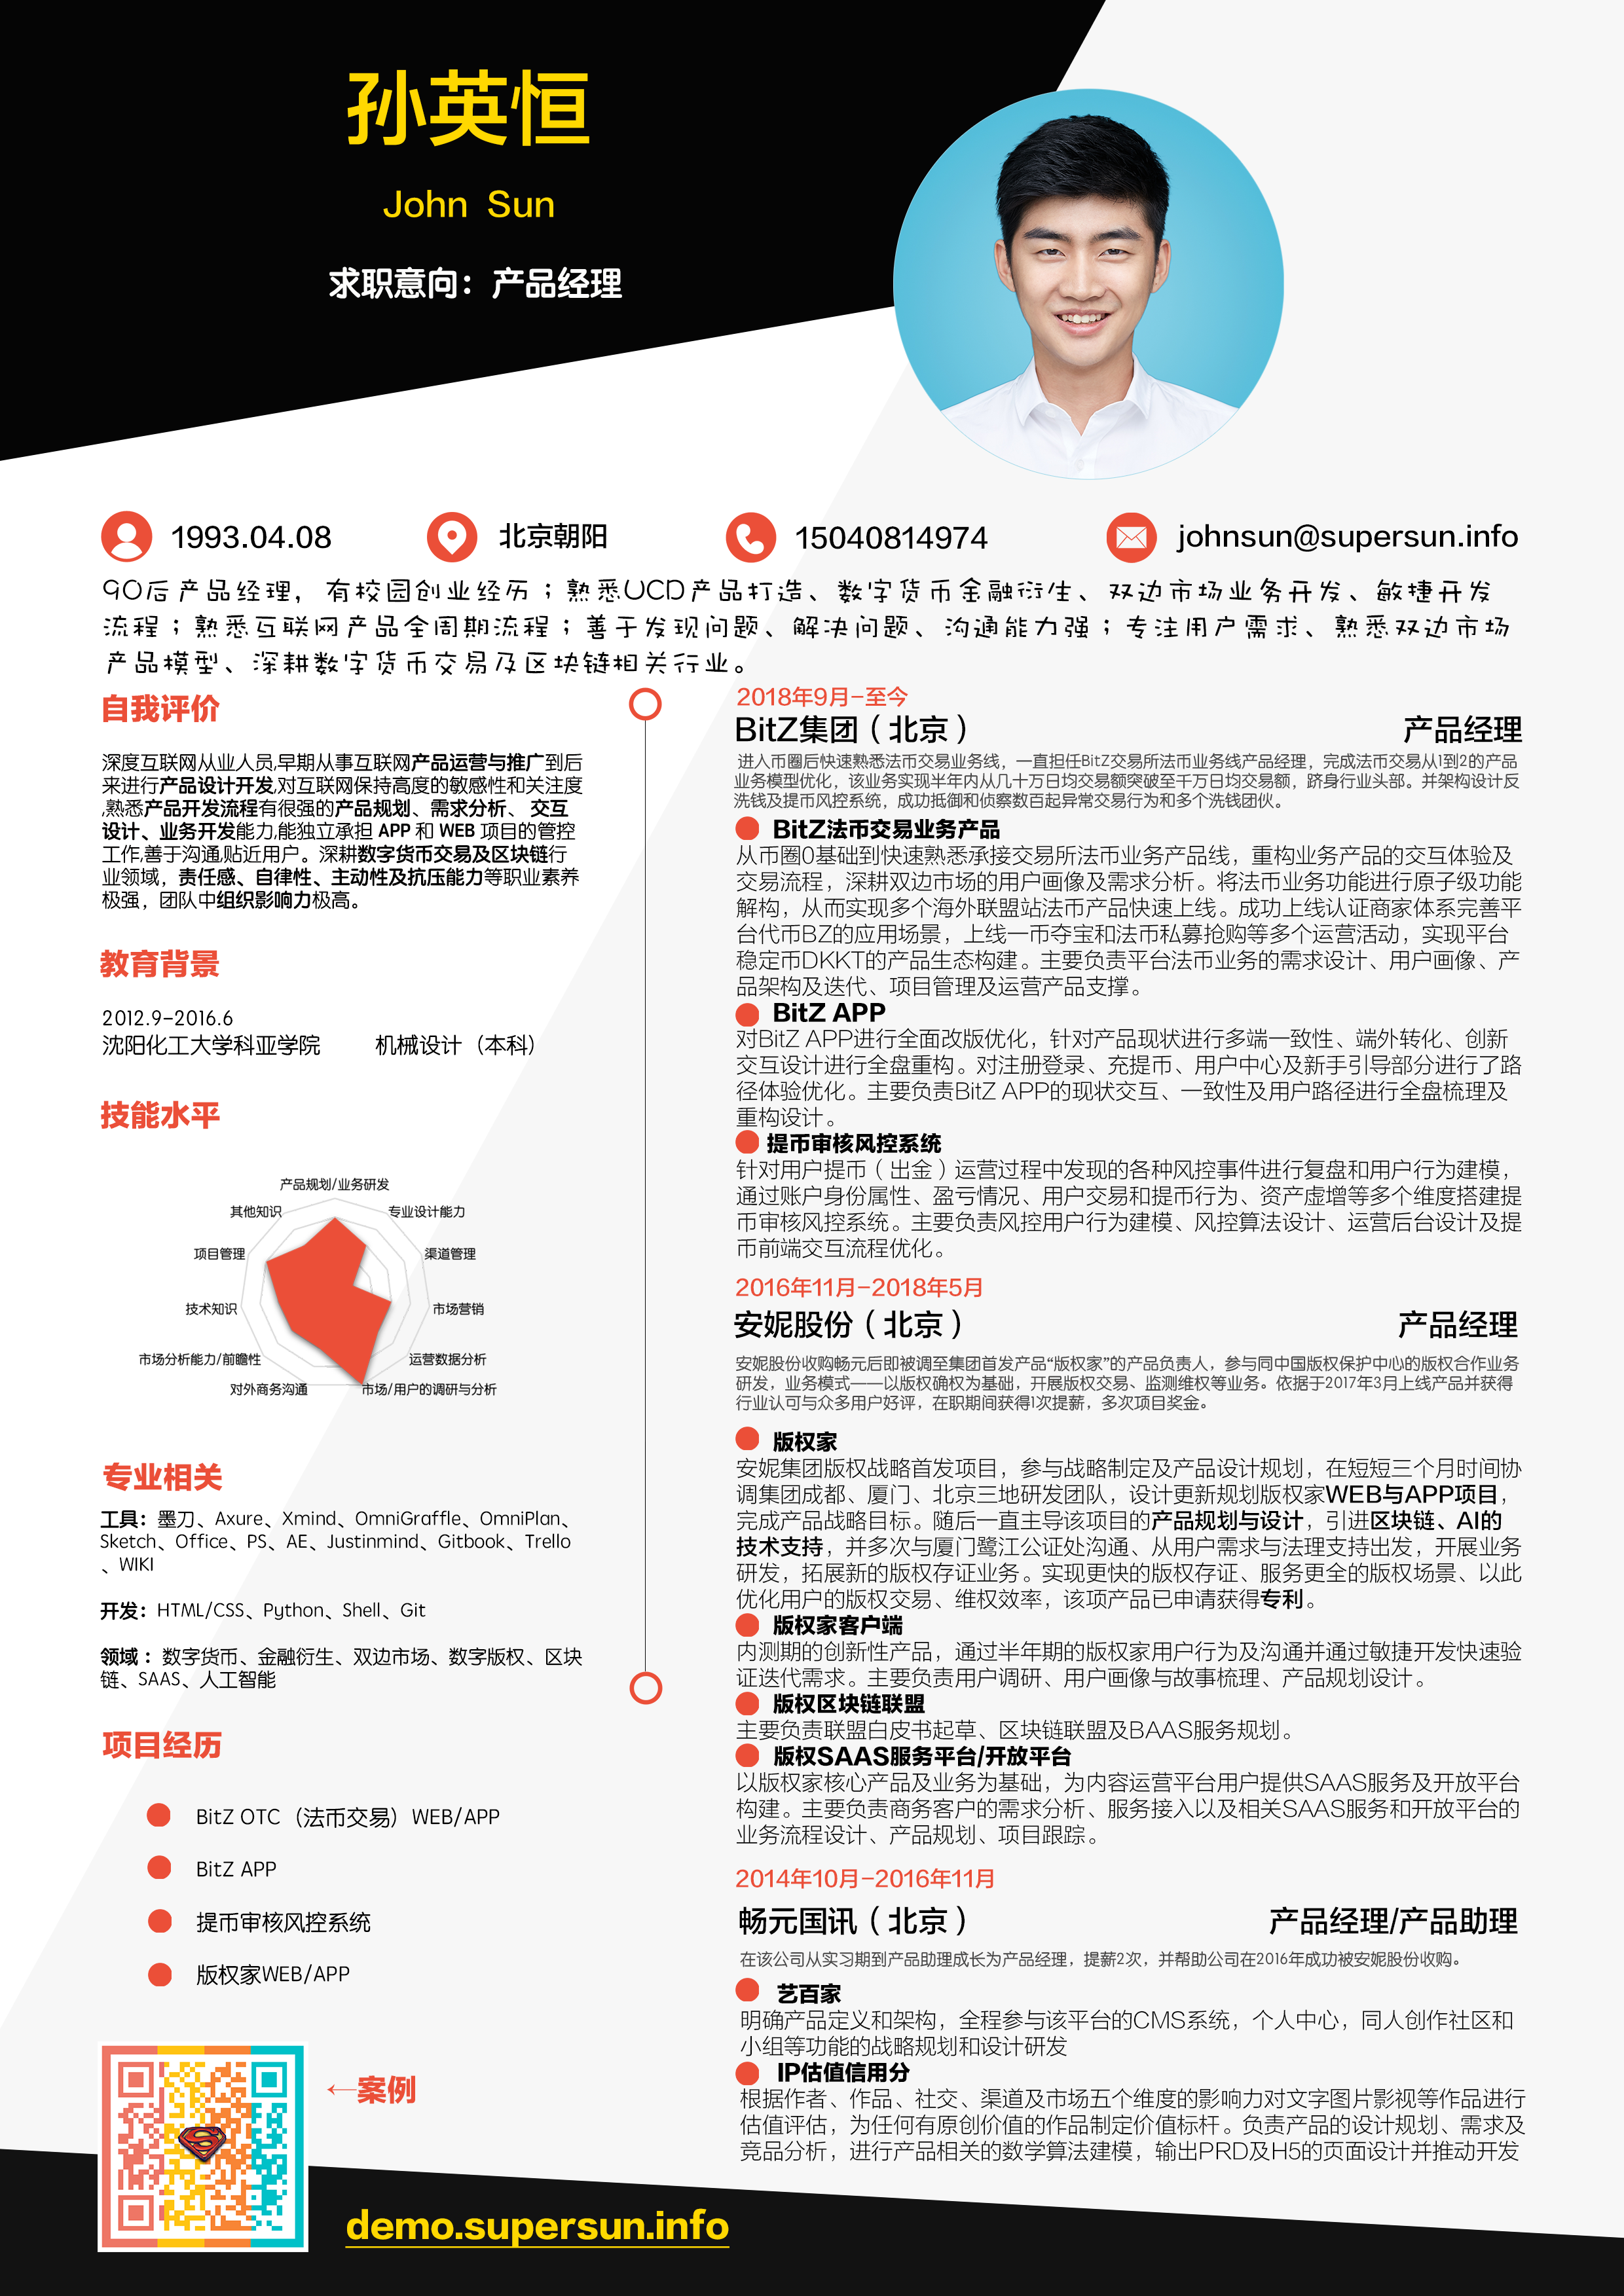 孙英恒
John Sun
求职意向：产品经理
1993.04.08
北京朝阳
15040814974
johnsun@supersun.info
90后产品经理，有校园创业经历；熟悉UCD产品打造、数字货币金融衍生、双边市场业务开发、敏捷开发
流程；熟悉互联网产品全周期流程；善于发现问题、解决问题、沟通能力强；专注用户需求、熟悉双边市场
产品模型、深耕数字货币交易及区块链相关行业。
自我评价
深度互联网从业人员,早期从事互联网产品运营与推广到后
来进行产品设计开发,对互联网保持高度的敏感性和关注度
,熟悉产品开发流程有很强的产品规划、需求分析、 交互
设计、业务开发能力,能独立承担 APP 和 WEB 项目的管控
工作,善于沟通,贴近用户。深耕数字货币交易及区块链行
业领域，责任感、自律性、主动性及抗压能力等职业素养
极强，团队中组织影响力极高。
教育背景
2012.9-2016.6
沈阳化工大学科亚学院 机械设计（本科）
技能水平
产品规划/业务研发
其他知识
专业设计能力
项目管理
渠道管理
技术知识
市场营销
市场分析能力/前瞻性
运营数据分析
对外商务沟通
市场/用户的调研与分析
专业相关
工具：墨刀、Axure、Xmind、OmniGraffle、OmniPlan、
Sketch、Office、PS、AE、Justinmind、Gitbook、Trello
、WIKI
开发：HTML/CSS、Python、Shell、Git
领域 ：数字货币、金融衍生、双边市场、数字版权、区块
链、SAAS、人工智能
项目经历
BitZ OTC（法币交易）WEB/APP
BitZ APP
提币审核风控系统
版权家WEB/APP
←案例
demo.supersun.info
2018年9月-至今
BitZ集团（北京） 产品经理
进入币圈后快速熟悉法币交易业务线，一直担任BitZ交易所法币业务线产品经理，完成法币交易从1到2的产品
业务模型优化，该业务实现半年内从几十万日均交易额突破至千万日均交易额，跻身行业头部。并架构设计反
洗钱及提币风控系统，成功抵御和侦察数百起异常交易行为和多个洗钱团伙。
BitZ法币交易业务产品
从币圈0基础到快速熟悉承接交易所法币业务产品线，重构业务产品的交互体验及
交易流程，深耕双边市场的用户画像及需求分析。将法币业务功能进行原子级功能
解构，从而实现多个海外联盟站法币产品快速上线。成功上线认证商家体系完善平
台代币BZ的应用场景，上线一币夺宝和法币私募抢购等多个运营活动，实现平台
稳定币DKKT的产品生态构建。主要负责平台法币业务的需求设计、用户画像、产
品架构及迭代、项目管理及运营产品支撑。
BitZ APP
对BitZ APP进行全面改版优化，针对产品现状进行多端一致性、端外转化、创新
交互设计进行全盘重构。对注册登录、充提币、用户中心及新手引导部分进行了路
径体验优化。主要负责BitZ APP的现状交互、一致性及用户路径进行全盘梳理及
重构设计。
提币审核风控系统
针对用户提币（出金）运营过程中发现的各种风控事件进行复盘和用户行为建模，
通过账户身份属性、盈亏情况、用户交易和提币行为、资产虚增等多个维度搭建提
币审核风控系统。主要负责风控用户行为建模、风控算法设计、运营后台设计及提
币前端交互流程优化。
2016年11月-2018年5月
安妮股份（北京） 产品经理
安妮股份收购畅元后即被调至集团首发产品“版权家”的产品负责人，参与同中国版权保护中心的版权合作业务
研发，业务模式——以版权确权为基础，开展版权交易、监测维权等业务。依据于2017年3月上线产品并获得
行业认可与众多用户好评，在职期间获得1次提薪，多次项目奖金。
版权家
安妮集团版权战略首发项目，参与战略制定及产品设计规划，在短短三个月时间协
调集团成都、厦门、北京三地研发团队，设计更新规划版权家WEB与APP项目，
完成产品战略目标。随后一直主导该项目的产品规划与设计，引进区块链、AI的
技术支持，并多次与厦门鹭江公证处沟通、从用户需求与法理支持出发，开展业务
研发，拓展新的版权存证业务。实现更快的版权存证、服务更全的版权场景、以此
优化用户的版权交易、维权效率，该项产品已申请获得专利。
版权家客户端
内测期的创新性产品，通过半年期的版权家用户行为及沟通并通过敏捷开发快速验
证迭代需求。主要负责用户调研、用户画像与故事梳理、产品规划设计。
版权区块链联盟
主要负责联盟白皮书起草、区块链联盟及BAAS服务规划。
版权SAAS服务平台/开放平台
以版权家核心产品及业务为基础，为内容运营平台用户提供SAAS服务及开放平台
构建。主要负责商务客户的需求分析、服务接入以及相关SAAS服务和开放平台的
业务流程设计、产品规划、项目跟踪。
2014年10月-2016年11月
畅元国讯（北京） 产品经理/产品助理
在该公司从实习期到产品助理成长为产品经理，提薪2次，并帮助公司在2016年成功被安妮股份收购。
艺百家
明确产品定义和架构，全程参与该平台的CMS系统，个人中心，同人创作社区和
小组等功能的战略规划和设计研发
IP估值信用分
根据作者、作品、社交、渠道及市场五个维度的影响力对文字图片影视等作品进行
估值评估，为任何有原创价值的作品制定价值标杆。负责产品的设计规划、需求及
竞品分析，进行产品相关的数学算法建模，输出PRD及H5的页面设计并推动开发